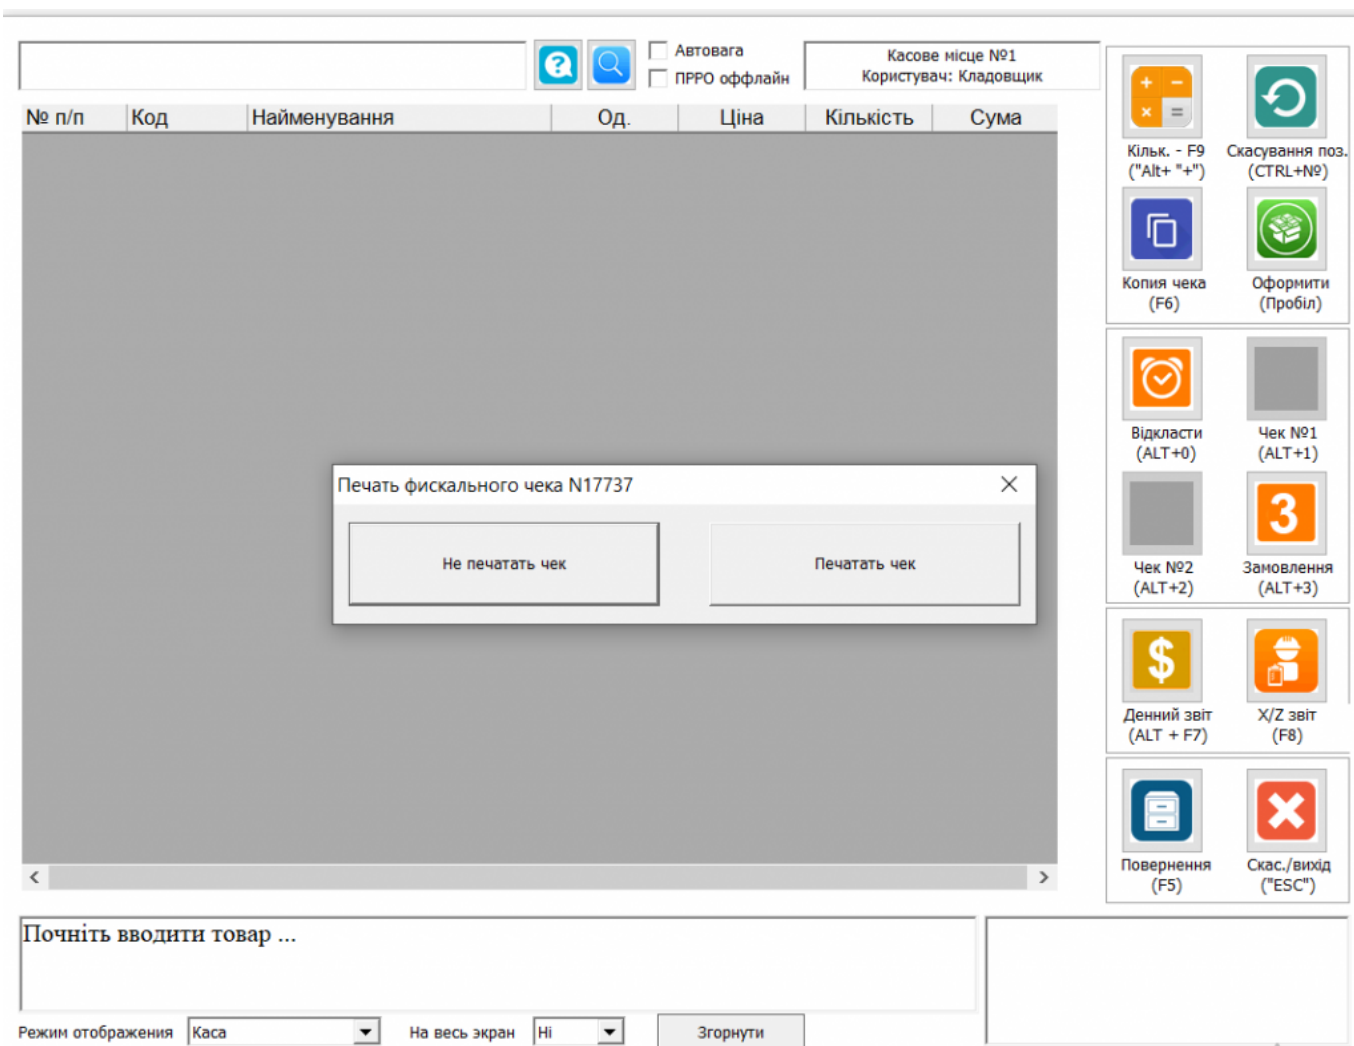 Автовага
ПРРО оффлайн
Касове місце №1
Користувач: Кладовщик
№ п/п Код Найменування Од. Ціна Кількість Сума
Кільк. - F9
("Alt+ "+")
Скасування поз.
(CTRL+№)
Копия чека
(F6)
Оформити
(Пробіл)
Відкласти
(ALT+0)
Чек №1
(ALT+1)
Печать фискального чека N17737
Не печатать чек
Печатать чек
3
Чек №2
(ALT+2)
Замовлення
(ALT+3)
$
Денний звіт
(ALT + F7)
X/Z звіт
(F8)
Повернення
(F5)
Скас./вихід
("ESC")
Почніть вводити товар ...
Режим отображения Каса
На весь экран Ні
Згорнути